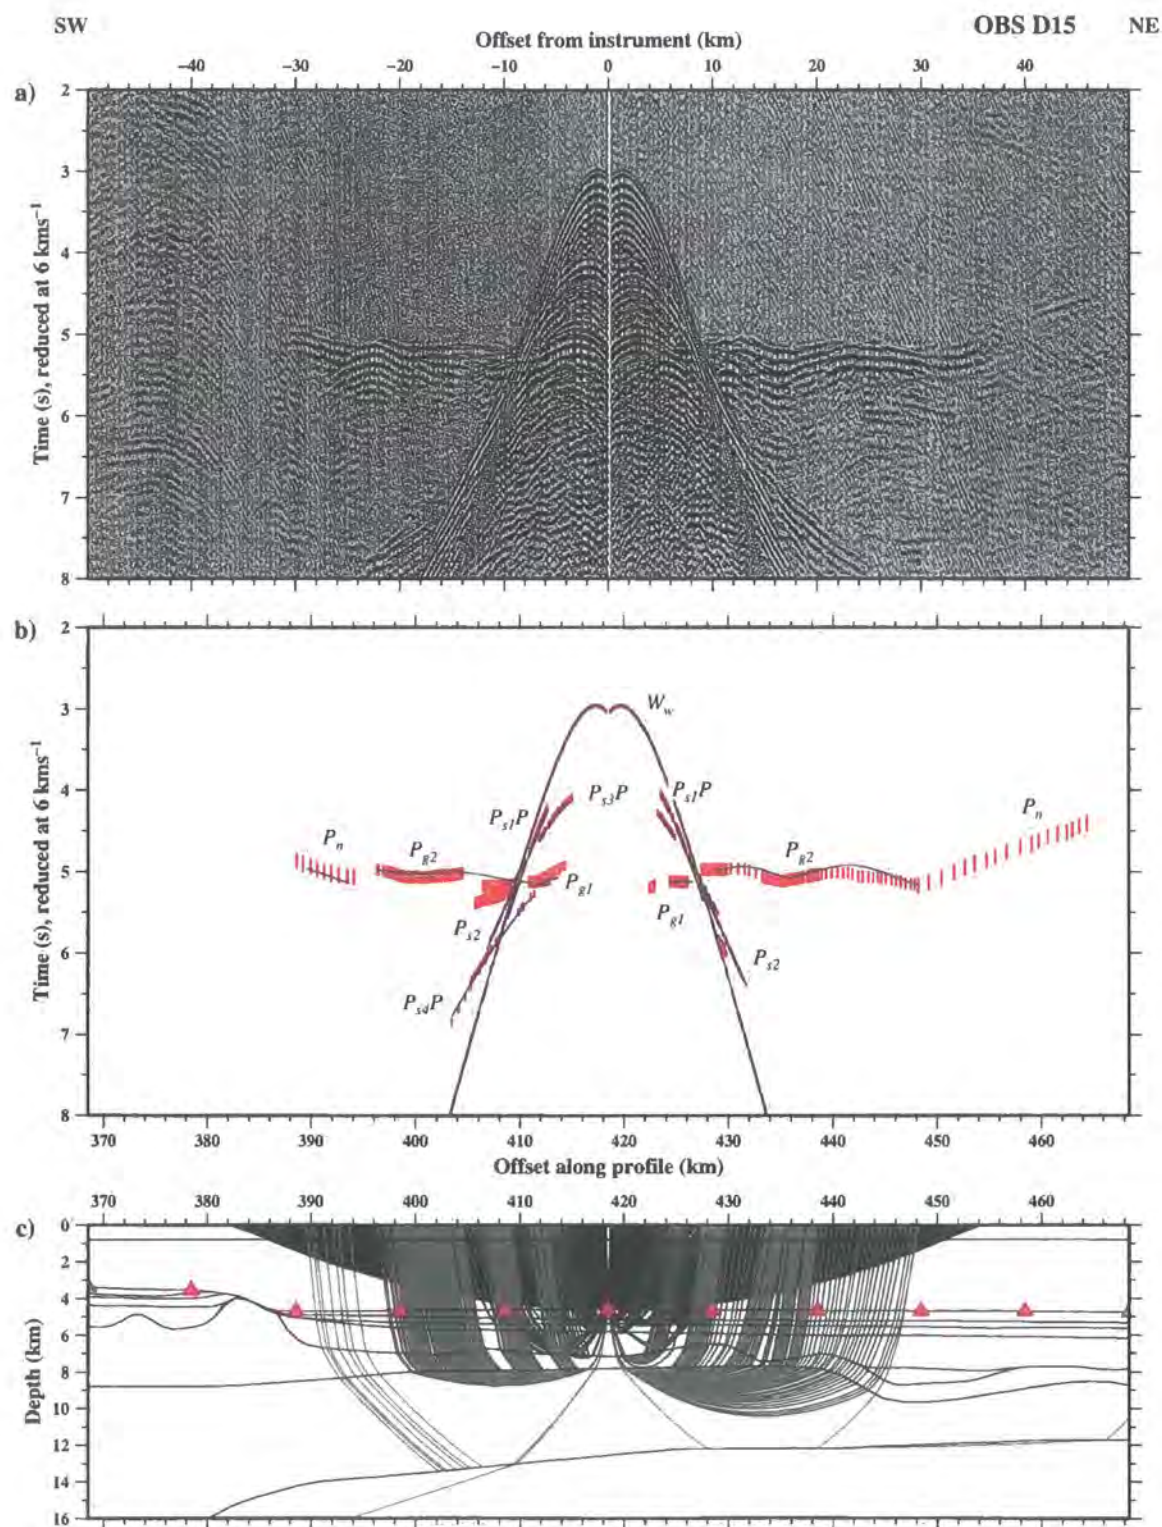 SW OBS D15 NE
Offset from instrument (km)
−40 −30 −20 −10 0 10 20 30 40
a)
2
3
4
5
6
7
8
Time (s), reduced at 6 kms⁻¹
b)
2
3
4
5
6
7
8
Time (s), reduced at 6 kms⁻¹
W_w
P_s1P P_s3P P_s1P
P_n P_g2 P_g1 P_g1 P_g2 P_n
P_s2 P_s2
P_s4P
370 380 390 400 410 420 430 440 450 460
Offset along profile (km)
370 380 390 400 410 420 430 440 450 460
c)
0
2
4
6
8
10
12
14
16
Depth (km)